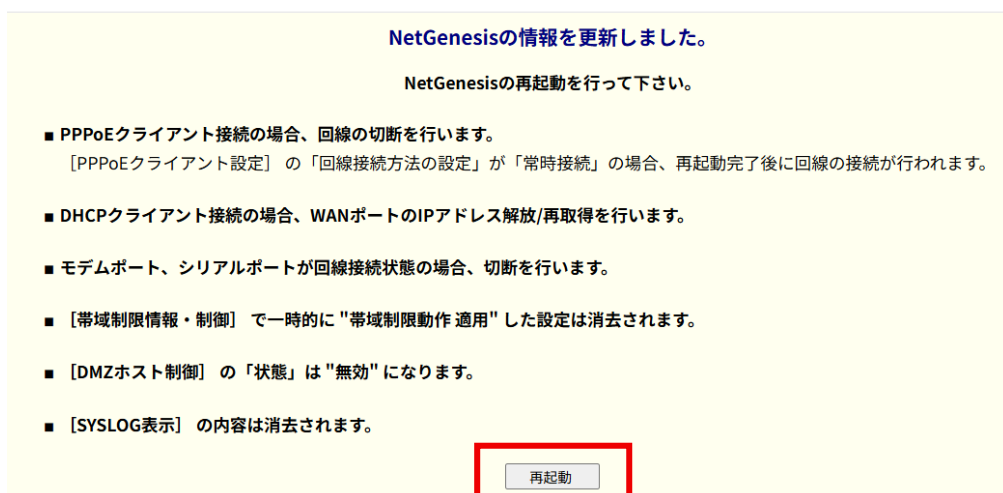 NetGenesisの情報を更新しました。
NetGenesisの再起動を行って下さい。
■ PPPoEクライアント接続の場合、回線の切断を行います。
［PPPoEクライアント設定］ の「回線接続方法の設定」が「常時接続」の場合、再起動完了後に回線の接続が行われます。
■ DHCPクライアント接続の場合、WANポートのIPアドレス解放/再取得を行います。
■ モデムポート、シリアルポートが回線接続状態の場合、切断を行います。
■ ［帯域制限情報・制御］ で一時的に "帯域制限動作 適用" した設定は消去されます。
■ ［DMZホスト制御］ の「状態」は "無効" になります。
■ ［SYSLOG表示］ の内容は消去されます。
再起動